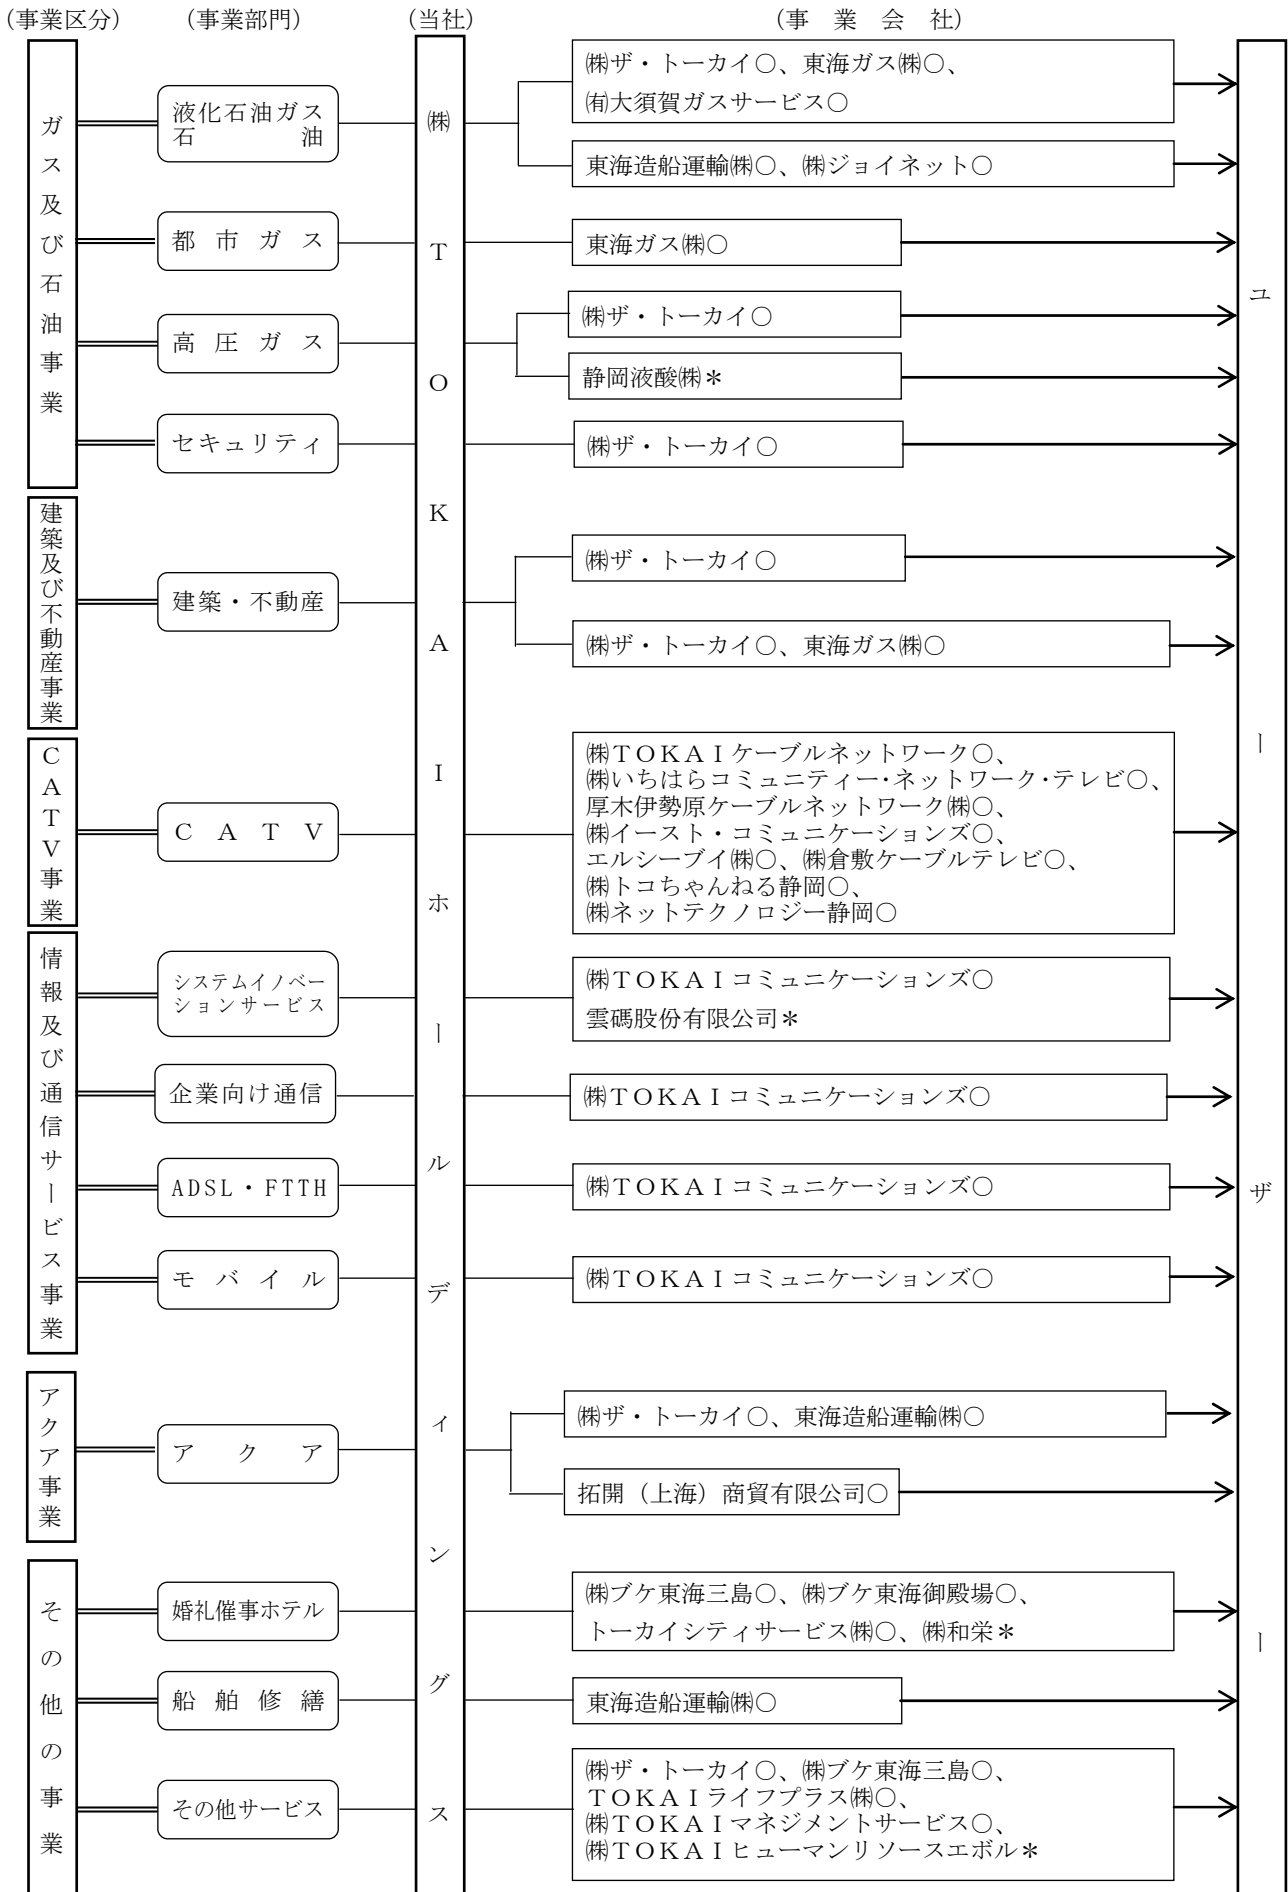 (事業区分) (事業部門) (当社) (事 業 会 社)
ガス及び石油事業
液化石油ガス
石油
㈱ザ・トーカイ○、東海ガス㈱○、
㈲大須賀ガスサービス○
東海造船運輸㈱○、㈱ジョイネット○
都市ガス
東海ガス㈱○
高圧ガス
㈱ザ・トーカイ○
静岡液酸㈱＊
セキュリティ
㈱ザ・トーカイ○
建築及び不動産事業
建築・不動産
㈱ザ・トーカイ○
㈱ザ・トーカイ○、東海ガス㈱○
ＣＡＴＶ事業
ＣＡＴＶ
㈱ＴＯＫＡＩケーブルネットワーク○、
㈱いちはらコミュニティー・ネットワーク・テレビ○、
厚木伊勢原ケーブルネットワーク㈱○、
㈱イースト・コミュニケーションズ○、
エルシーブイ㈱○、㈱倉敷ケーブルテレビ○、
㈱トコちゃんねる静岡○、
㈱ネットテクノロジー静岡○
情報及び通信サービス事業
システムイノベー
ションサービス
㈱ＴＯＫＡＩコミュニケーションズ○
雲碼股份有限公司＊
企業向け通信
㈱ＴＯＫＡＩコミュニケーションズ○
ADSL・FTTH
㈱ＴＯＫＡＩコミュニケーションズ○
モバイル
㈱ＴＯＫＡＩコミュニケーションズ○
アクア事業
アクア
㈱ザ・トーカイ○、東海造船運輸㈱○
拓開（上海）商貿有限公司○
その他の事業
婚礼催事ホテル
㈱ブケ東海三島○、㈱ブケ東海御殿場○、
トーカイシティサービス㈱○、㈱和栄＊
船舶修繕
東海造船運輸㈱○
その他サービス
㈱ザ・トーカイ○、㈱ブケ東海三島○、
ＴＯＫＡＩライフプラス㈱○、
㈱ＴＯＫＡＩマネジメントサービス○、
㈱ＴＯＫＡＩヒューマンリソースエボル＊
㈱ＴＯＫＡＩホールディングス
ユーザー